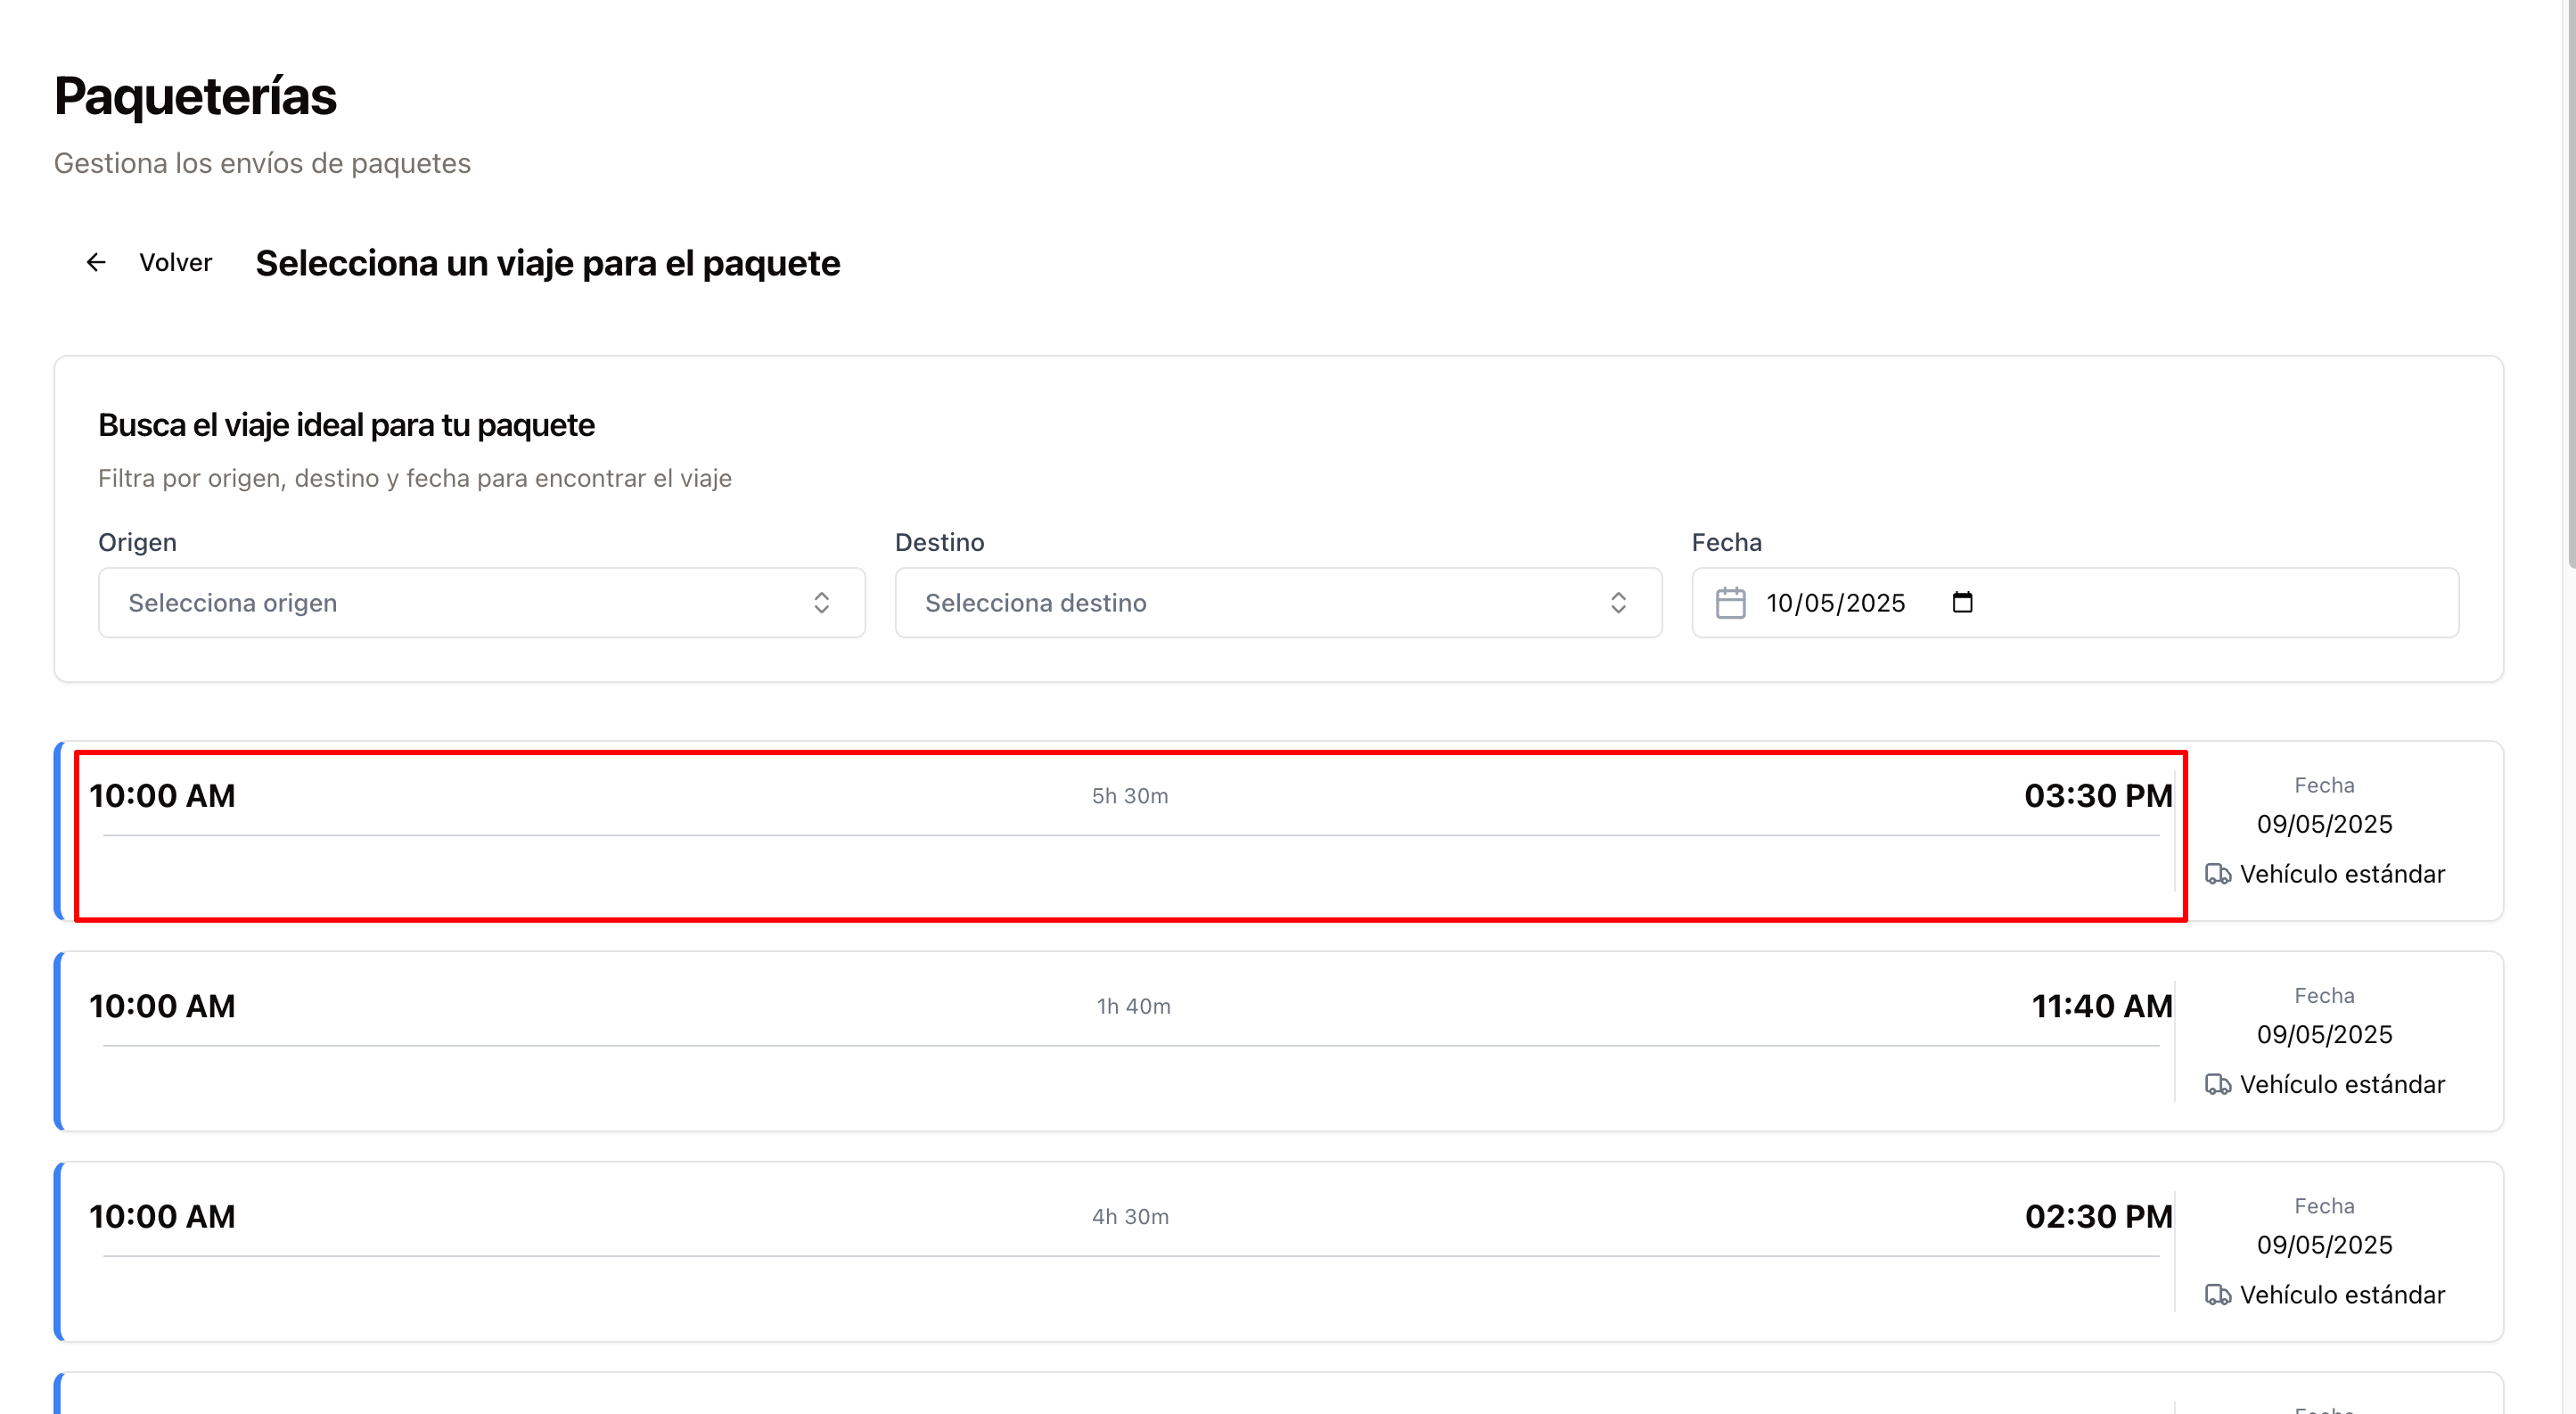 Paqueterías
Gestiona los envíos de paquetes
Volver
Selecciona un viaje para el paquete
Busca el viaje ideal para tu paquete
Filtra por origen, destino y fecha para encontrar el viaje
Origen
Destino
Fecha
Selecciona origen
Selecciona destino
10/05/2025
10:00 AM
5h 30m
03:30 PM
Fecha
09/05/2025
Vehículo estándar
10:00 AM
1h 40m
11:40 AM
Fecha
09/05/2025
Vehículo estándar
10:00 AM
4h 30m
02:30 PM
Fecha
09/05/2025
Vehículo estándar